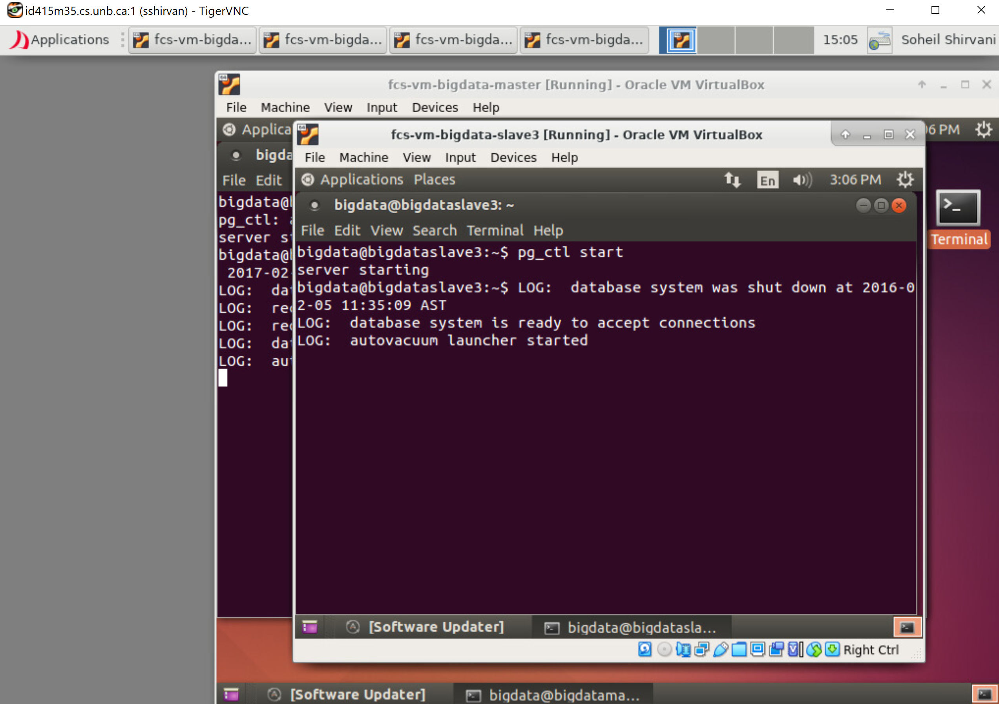 id415m35.cs.unb.ca:1 (sshirvan) - TigerVNC
Applications fcs-vm-bigda... fcs-vm-bigda... fcs-vm-bigda... fcs-vm-bigda... 15:05 Soheil Shirvani
64 fcs-vm-bigdata-master [Running] - Oracle VM VirtualBox
File Machine View Input Devices Help
Applica 06 PM
bigda
File Edit
bigdata@
pg_ctl:
server s
bigdata@
2017-02-
LOG: da
LOG: re
LOG: re
LOG: da
LOG: au
64 fcs-vm-bigdata-slave3 [Running] - Oracle VM VirtualBox
File Machine View Input Devices Help
Applications Places En 3:06 PM
bigdata@bigdataslave3: ~
File Edit View Search Terminal Help
bigdata@bigdataslave3:~$ pg_ctl start
server starting
bigdata@bigdataslave3:~$ LOG:  database system was shut down at 2016-0
2-05 11:35:09 AST
LOG:  database system is ready to accept connections
LOG:  autovacuum launcher started
Terminal
[Software Updater] bigdata@bigdatasla...
Right Ctrl
[Software Updater] bigdata@bigdatama...